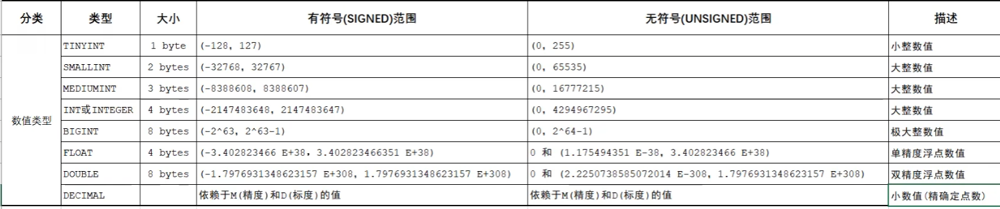 分类 类型 大小 有符号(SIGNED)范围 无符号(UNSIGNED)范围 描述
数值类型
TINYINT 1 byte (-128, 127) (0, 255) 小整数值
SMALLINT 2 bytes (-32768, 32767) (0, 65535) 大整数值
MEDIUMINT 3 bytes (-8388608, 8388607) (0, 16777215) 大整数值
INT或INTEGER 4 bytes (-2147483648, 2147483647) (0, 4294967295) 大整数值
BIGINT 8 bytes (-2^63, 2^63-1) (0, 2^64-1) 极大整数值
FLOAT 4 bytes (-3.402823466 E+38, 3.402823466351 E+38) 0 和 (1.175494351 E-38, 3.402823466 E+38) 单精度浮点数值
DOUBLE 8 bytes (-1.7976931348623157 E+308, 1.7976931348623157 E+308) 0 和 (2.2250738585072014 E-308, 1.7976931348623157 E+308) 双精度浮点数值
DECIMAL 依赖于M(精度)和D(标度)的值 依赖于M(精度)和D(标度)的值 小数值(精确定点数)